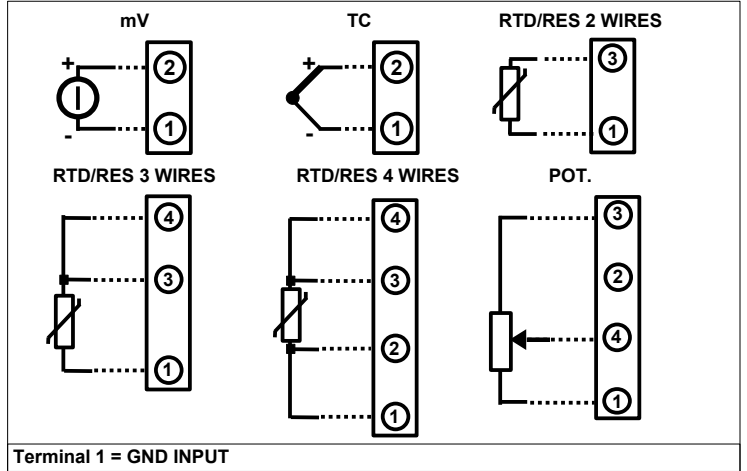 mV TC RTD/RES 2 WIRES
+ 2 + 2 3
- 1 - 1 1
RTD/RES 3 WIRES RTD/RES 4 WIRES POT.
4 4 3
3 3 2
2 4
1 1 1
Terminal 1 = GND INPUT